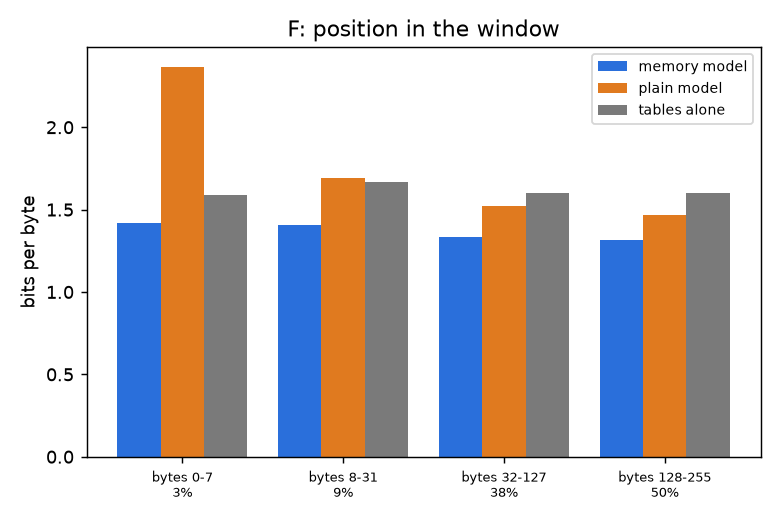 F: position in the window
memory model
plain model
tables alone
bits per byte
2.0
1.5
1.0
0.5
0.0
bytes 0-7
3%
bytes 8-31
9%
bytes 32-127
38%
bytes 128-255
50%